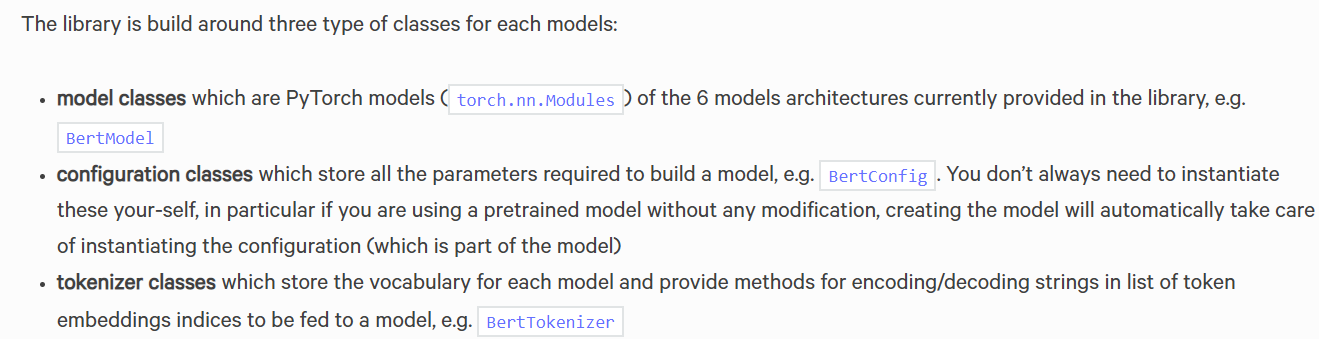 The library is build around three type of classes for each models:
• model classes which are PyTorch models ( torch.nn.Modules ) of the 6 models architectures currently provided in the library, e.g.
BertModel
• configuration classes which store all the parameters required to build a model, e.g. BertConfig . You don’t always need to instantiate
these your-self, in particular if you are using a pretrained model without any modification, creating the model will automatically take care
of instantiating the configuration (which is part of the model)
• tokenizer classes which store the vocabulary for each model and provide methods for encoding/decoding strings in list of token
embeddings indices to be fed to a model, e.g. BertTokenizer